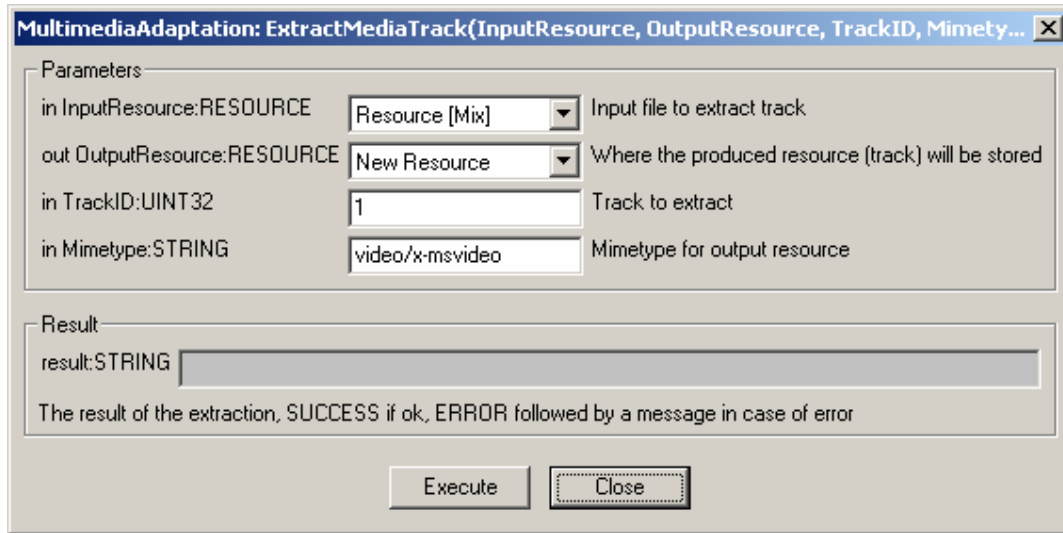 MultimediaAdaptation: ExtractMediaTrack(InputResource, OutputResource, TrackID, Mimety...
Parameters
in InputResource:RESOURCE Resource [Mix] Input file to extract track
out OutputResource:RESOURCE New Resource Where the produced resource (track) will be stored
in TrackID:UINT32 1 Track to extract
in Mimetype:STRING video/x-msvideo Mimetype for output resource
Result
result:STRING
The result of the extraction, SUCCESS if ok, ERROR followed by a message in case of error
Execute Close